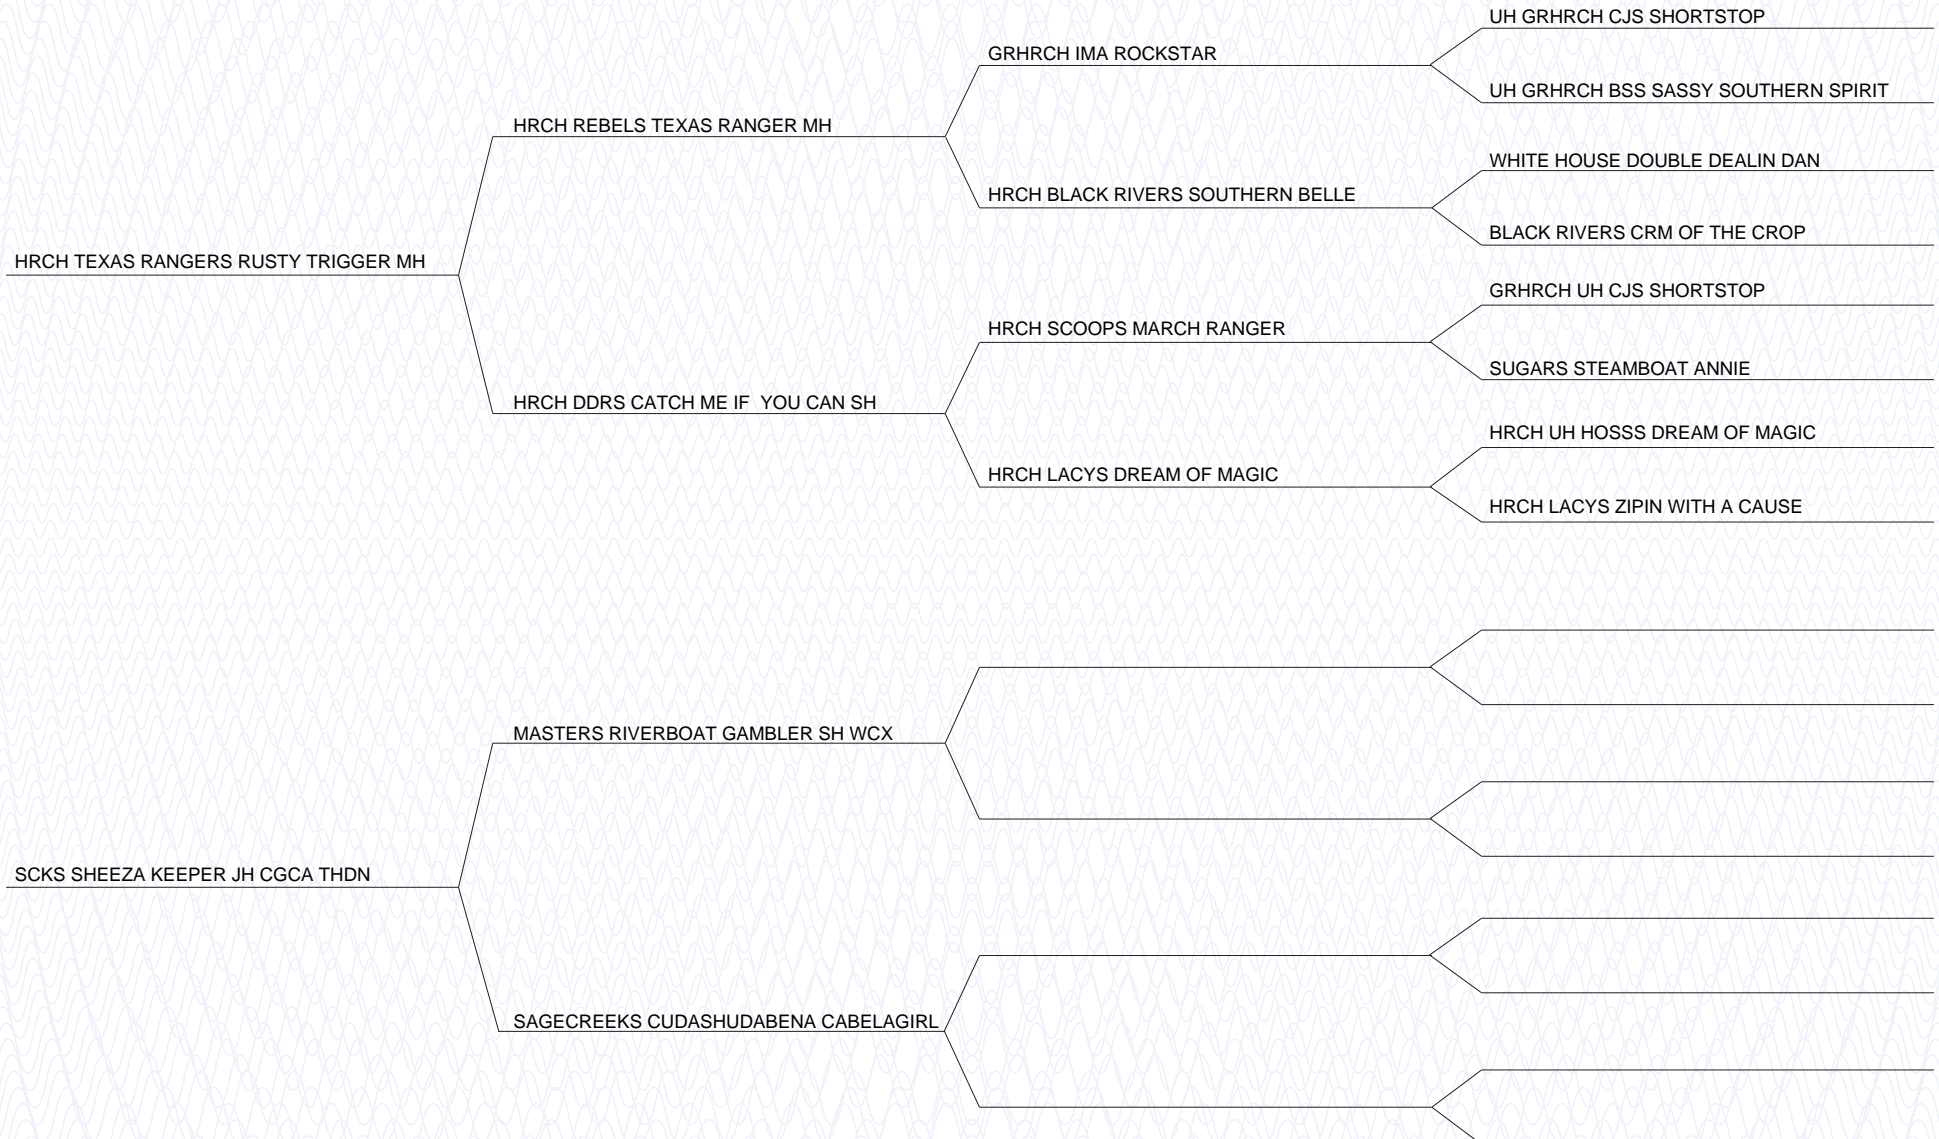 UH GRHRCH CJS SHORTSTOP
GRHRCH IMA ROCKSTAR
UH GRHRCH BSS SASSY SOUTHERN SPIRIT
HRCH REBELS TEXAS RANGER MH
WHITE HOUSE DOUBLE DEALIN DAN
HRCH BLACK RIVERS SOUTHERN BELLE
BLACK RIVERS CRM OF THE CROP
HRCH TEXAS RANGERS RUSTY TRIGGER MH
GRHRCH UH CJS SHORTSTOP
HRCH SCOOPS MARCH RANGER
SUGARS STEAMBOAT ANNIE
HRCH DDRS CATCH ME IF  YOU CAN SH
HRCH UH HOSSS DREAM OF MAGIC
HRCH LACYS DREAM OF MAGIC
HRCH LACYS ZIPIN WITH A CAUSE
MASTERS RIVERBOAT GAMBLER SH WCX
SCKS SHEEZA KEEPER JH CGCA THDN
SAGECREEKS CUDASHUDABENA CABELAGIRL